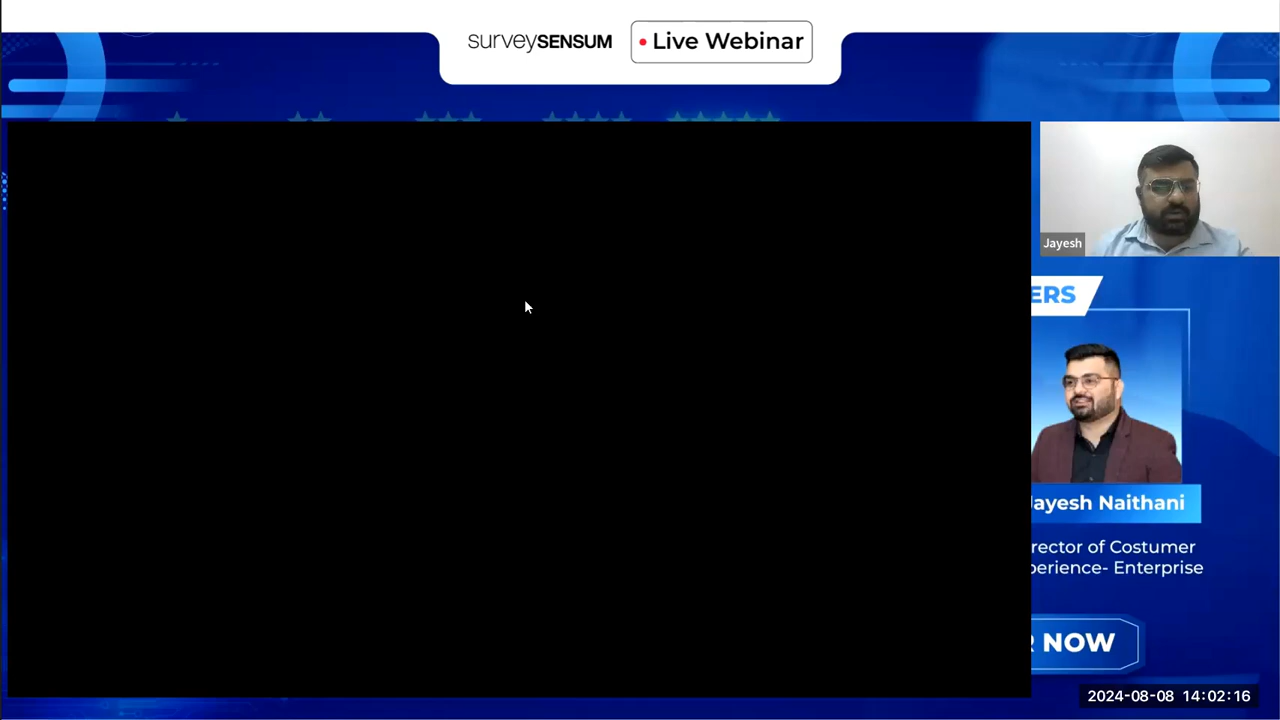 surveySENSUM
Live Webinar
Jayesh
ERS
Jayesh Naithani
rector of Costumer
perience- Enterprise
R NOW
2024-08-08 14:02:16